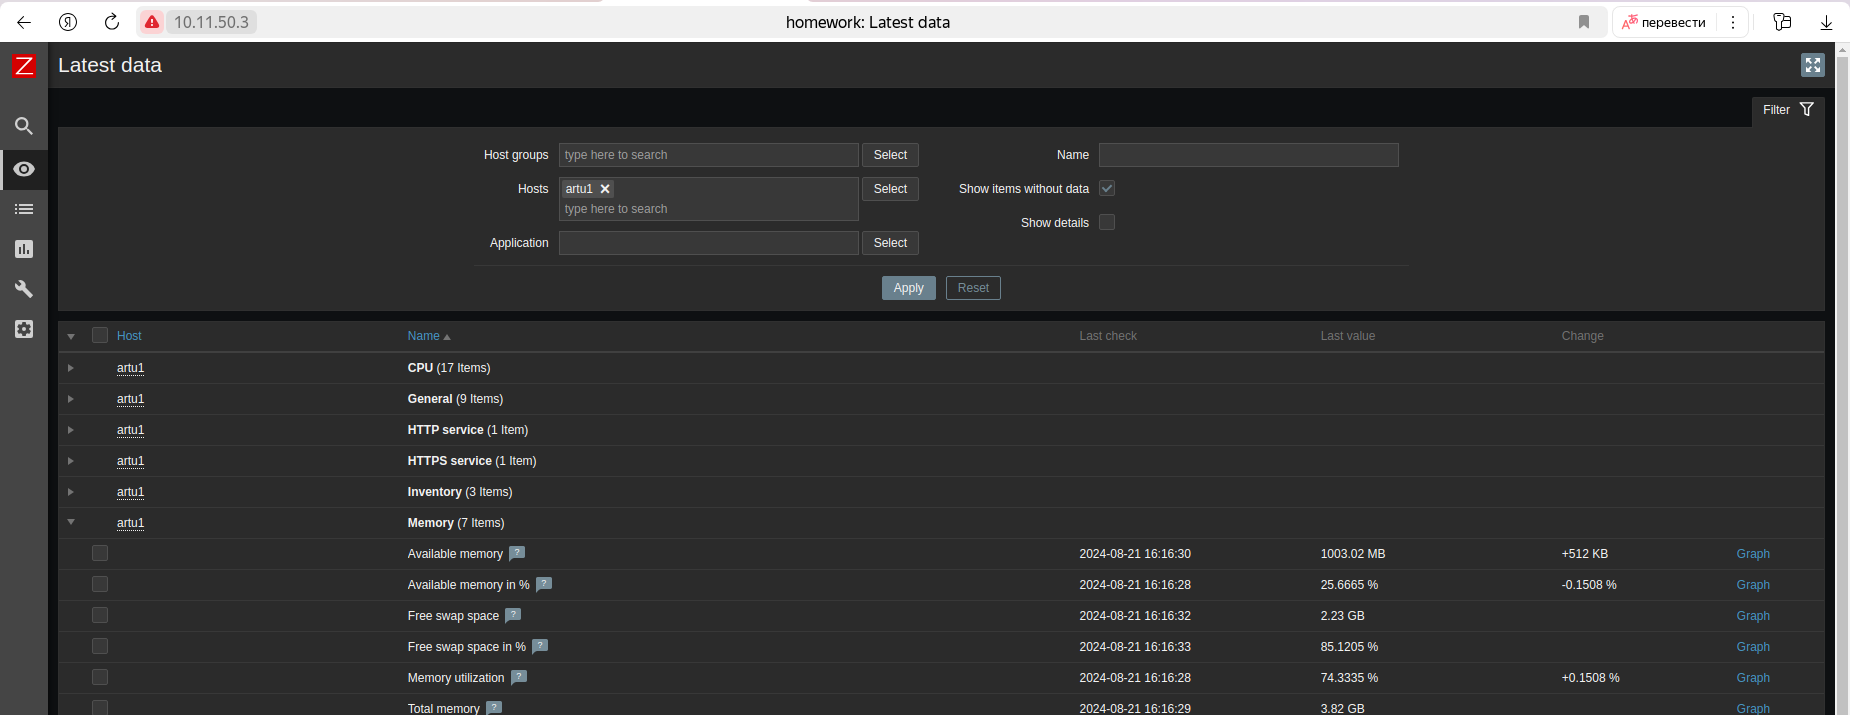 10.11.50.3 homework: Latest data перевести
Latest data
Filter
Host groups type here to search Select Name
Hosts artu1 Select Show items without data
type here to search
Show details
Application Select
Apply Reset
Host Name Last check Last value Change
artu1 CPU (17 Items)
artu1 General (9 Items)
artu1 HTTP service (1 Item)
artu1 HTTPS service (1 Item)
artu1 Inventory (3 Items)
artu1 Memory (7 Items)
Available memory ? 2024-08-21 16:16:30 1003.02 MB +512 KB Graph
Available memory in % ? 2024-08-21 16:16:28 25.6665 % -0.1508 % Graph
Free swap space ? 2024-08-21 16:16:32 2.23 GB Graph
Free swap space in % ? 2024-08-21 16:16:33 85.1205 % Graph
Memory utilization ? 2024-08-21 16:16:28 74.3335 % +0.1508 % Graph
Total memory ? 2024-08-21 16:16:29 3.82 GB Graph